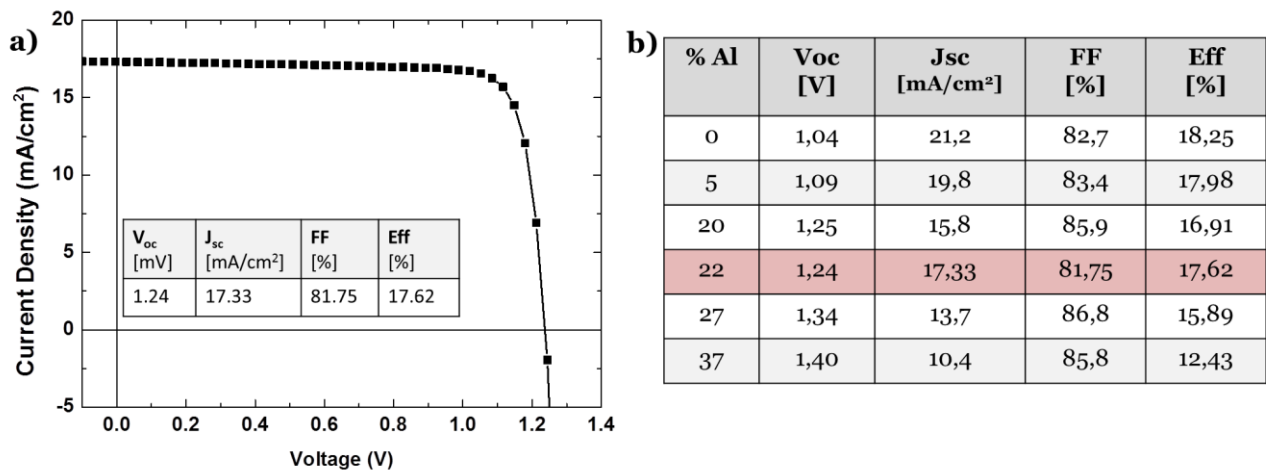 a)
20
15
10
5
0
-5
Current Density (mA/cm²)
0.0 0.2 0.4 0.6 0.8 1.0 1.2 1.4
Voltage (V)
Voc Jsc FF Eff
[mV] [mA/cm²] [%] [%]
1.24 17.33 81.75 17.62
b)
% Al Voc Jsc FF Eff
[V] [mA/cm²] [%] [%]
0 1,04 21,2 82,7 18,25
5 1,09 19,8 83,4 17,98
20 1,25 15,8 85,9 16,91
22 1,24 17,33 81,75 17,62
27 1,34 13,7 86,8 15,89
37 1,40 10,4 85,8 12,43